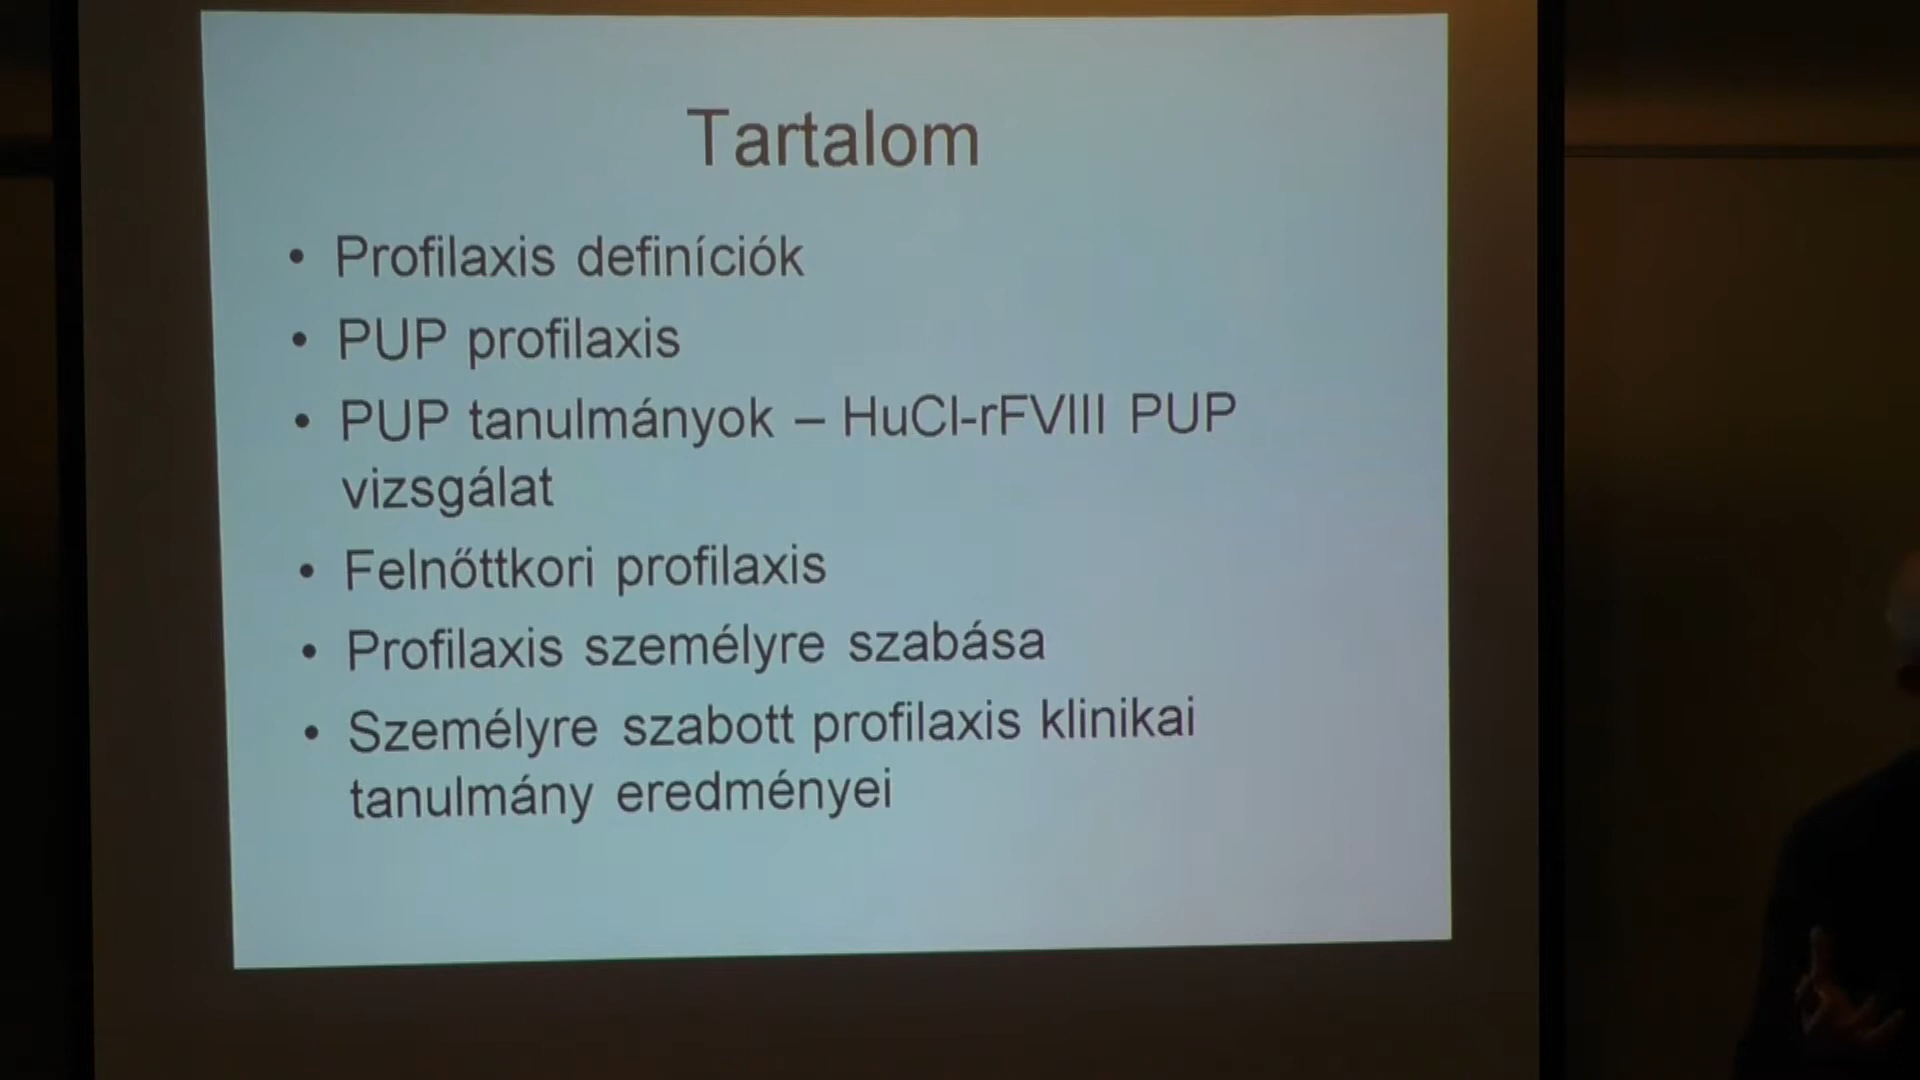 Tartalom
• Profilaxis definíciók
• PUP profilaxis
• PUP tanulmányok – HuCl-rFVIII PUP
vizsgálat
• Felnőttkori profilaxis
• Profilaxis személyre szabása
• Személyre szabott profilaxis klinikai
tanulmány eredményei